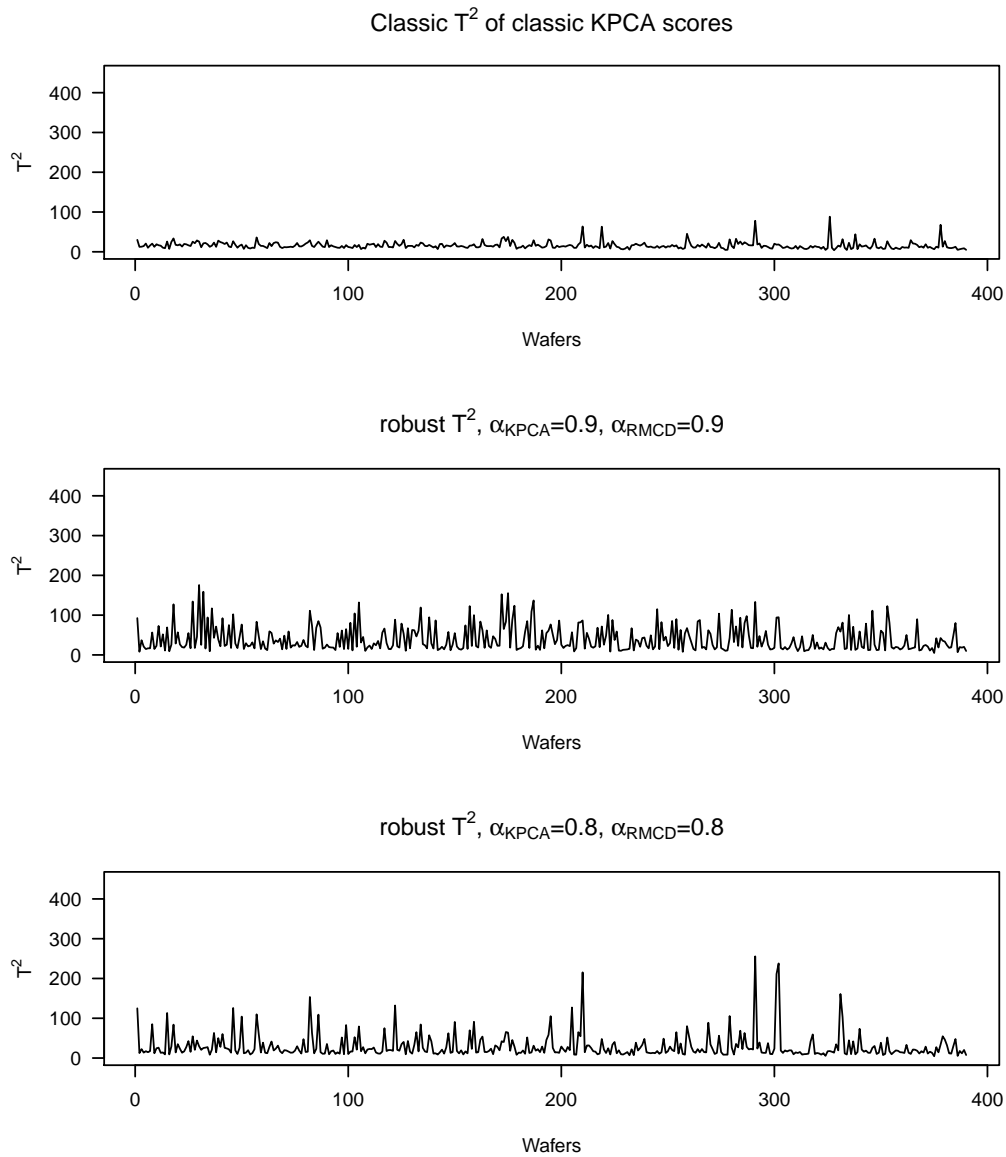 Classic T² of classic KPCA scores
400
300
200
100
0
T²
0 100 200 300 400
Wafers
robust T², αKPCA=0.9, αRMCD=0.9
400
300
200
100
0
T²
0 100 200 300 400
Wafers
robust T², αKPCA=0.8, αRMCD=0.8
400
300
200
100
0
T²
0 100 200 300 400
Wafers